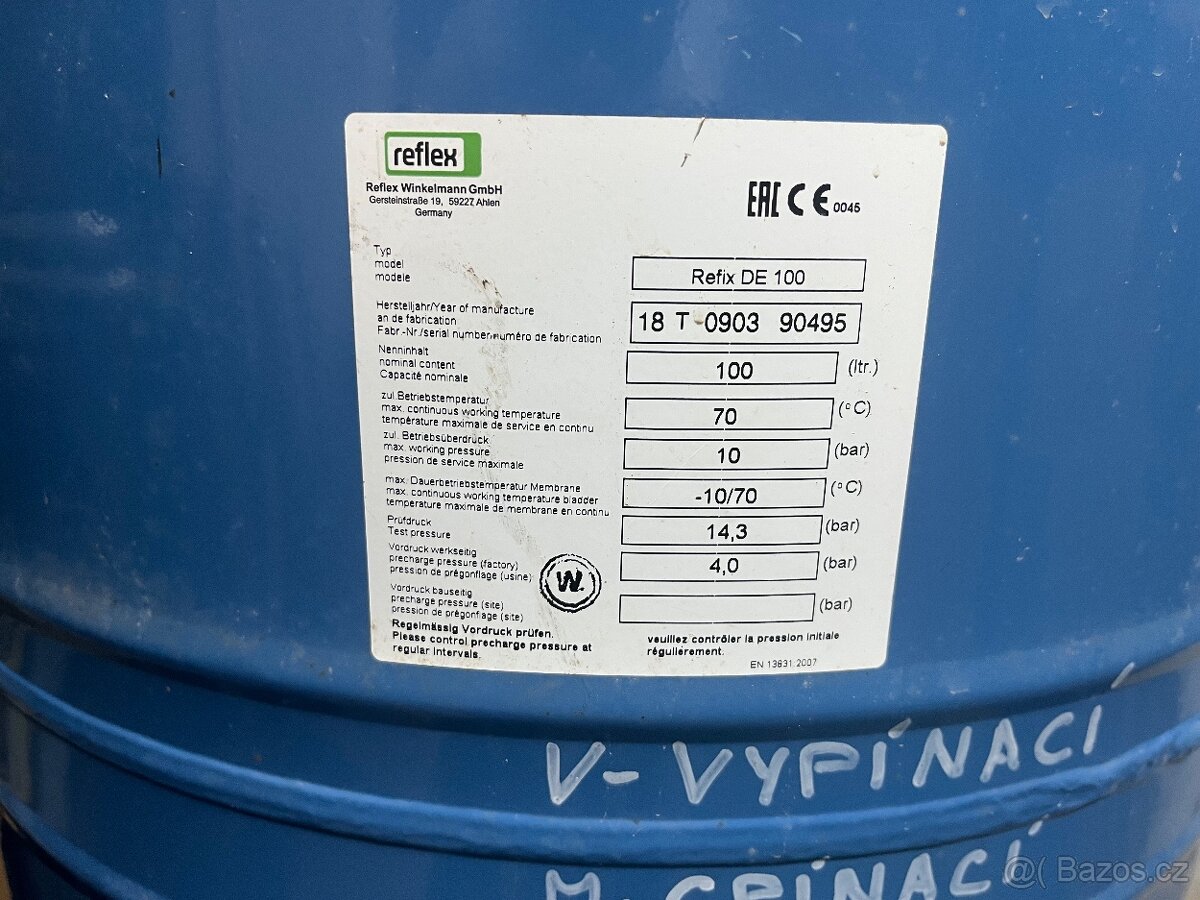 reflex
Reflex Winkelmann GmbH
Gersteinstraße 19, 59227 Ahlen
Germany
EAC CE 0045
Typ
model
modele
Refix DE 100
Herstelljahr/Year of manufacture
an de fabrication
Fabr.-Nr./serial number/numéro de fabrication
18 T 0903 90495
Nenninhalt
nominal content
Capacité nominale
100 (ltr.)
zul. Betriebstemperatur
max. continuous working temperature
température maximale de service en continu
70 (°C)
zul. Betriebsüberdruck
max. working pressure
pression de service maximale
10 (bar)
max. Dauerbetriebstemperatur Membrane
max. continuous working temperature bladder
temperature maximale de membrane en continu
-10/70 (°C)
Prüfdruck
Test pressure
14,3 (bar)
Vordruck werkseitig
precharge pressure (factory)
pression de prégonflage (usine)
W.
4,0 (bar)
Vordruck bauseitig
precharge pressure (site)
pression de prégonflage (site)
(bar)
Regelmässig Vordruck prüfen.
Please control precharge pressure at
regular intervals.
veuillez contrôler la pression initiale
régulierement.
EN 13831:2007
V-VYPÍNACÍ
SPÍNACÍ
@( Bazos.cz